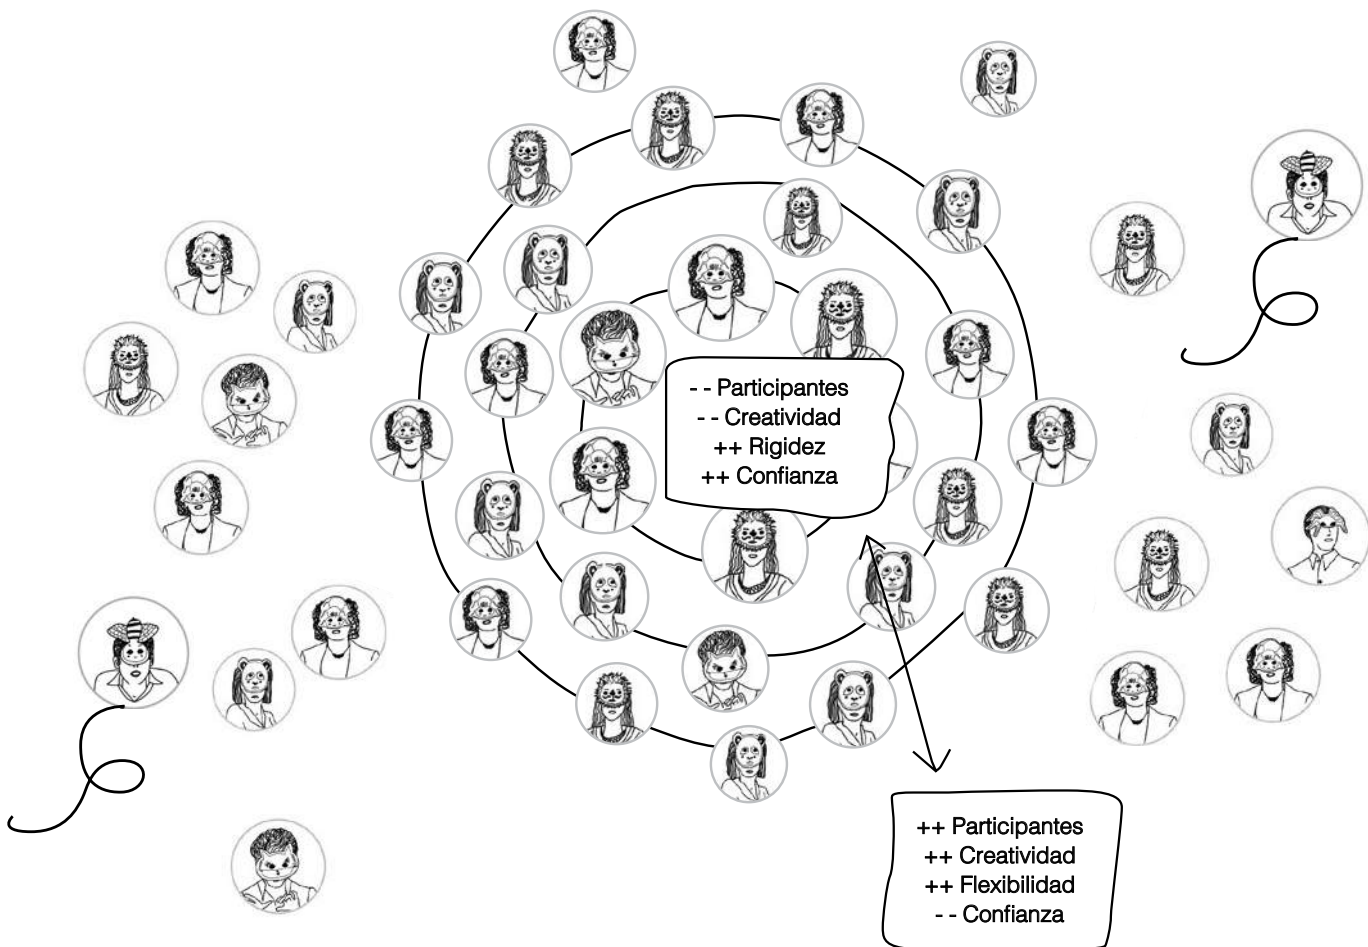 - - Participantes
- - Creatividad
++ Rigidez
++ Confianza
++ Participantes
++ Creatividad
++ Flexibilidad
- - Confianza